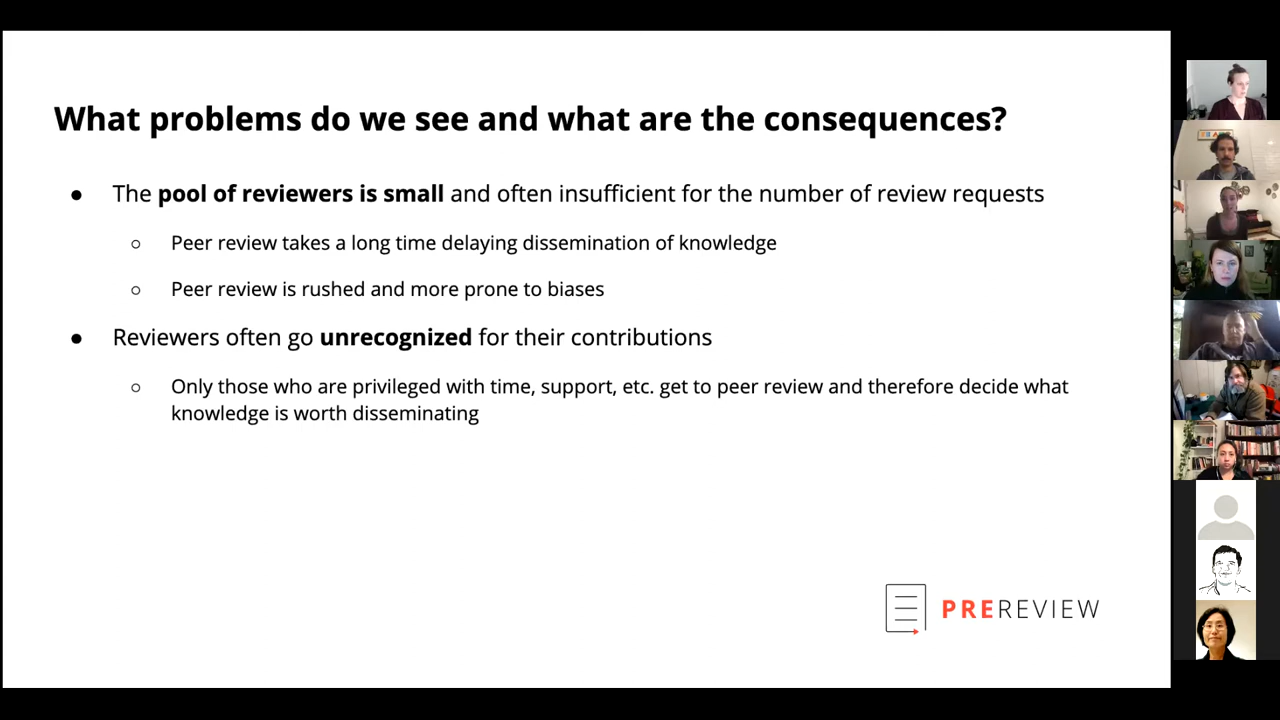 What problems do we see and what are the consequences?
● The pool of reviewers is small and often insufficient for the number of review requests
○ Peer review takes a long time delaying dissemination of knowledge
○ Peer review is rushed and more prone to biases
● Reviewers often go unrecognized for their contributions
○ Only those who are privileged with time, support, etc. get to peer review and therefore decide what
knowledge is worth disseminating
PREREVIEW